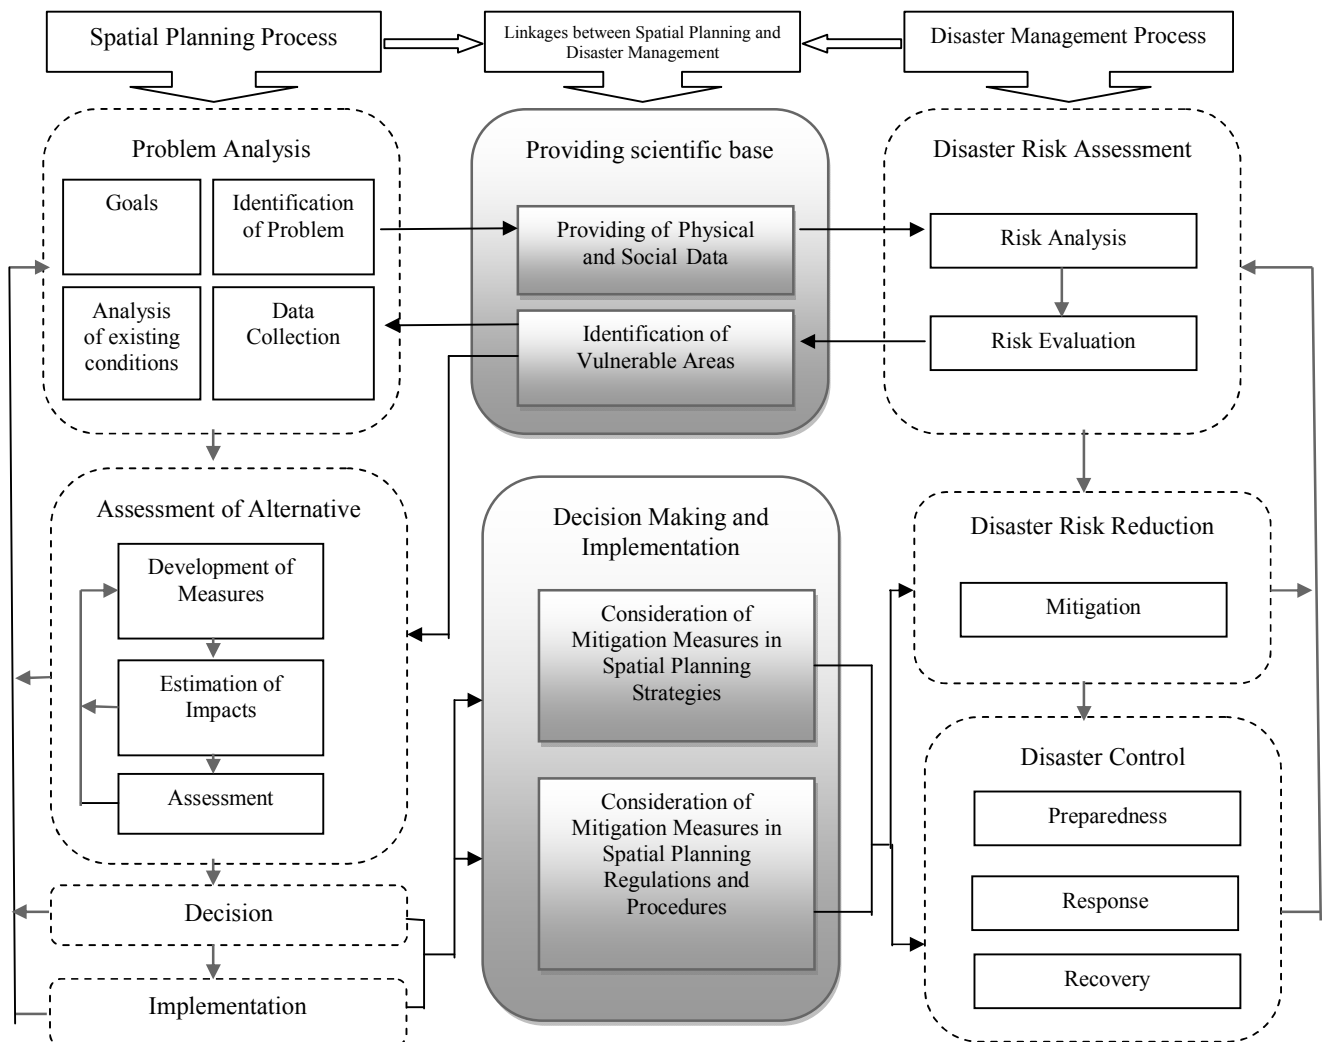 Spatial Planning Process
Linkages between Spatial Planning and
Disaster Management
Disaster Management Process
Problem Analysis
Goals
Identification
of Problem
Analysis
of existing
conditions
Data
Collection
Providing scientific base
Providing of Physical
and Social Data
Identification of
Vulnerable Areas
Disaster Risk Assessment
Risk Analysis
Risk Evaluation
Assessment of Alternative
Development of
Measures
Estimation of
Impacts
Assessment
Decision
Implementation
Decision Making and
Implementation
Consideration of
Mitigation Measures in
Spatial Planning
Strategies
Consideration of
Mitigation Measures in
Spatial Planning
Regulations and
Procedures
Disaster Risk Reduction
Mitigation
Disaster Control
Preparedness
Response
Recovery